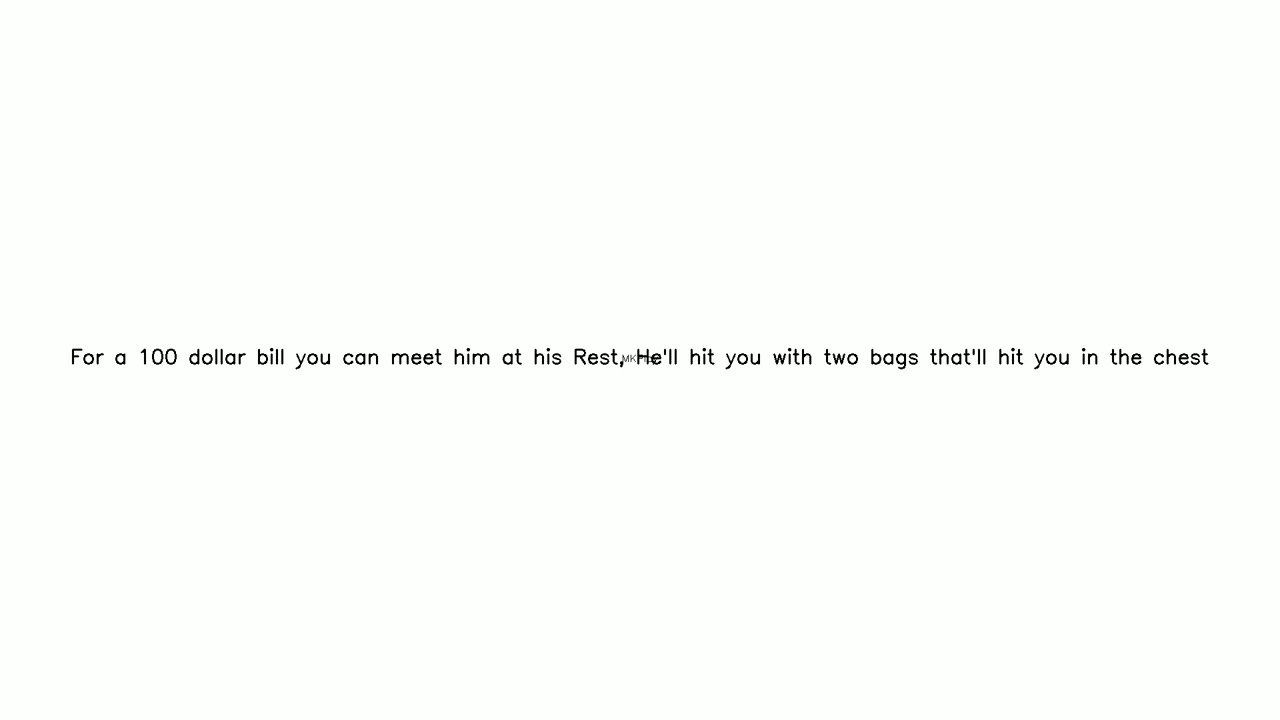 For a 100 dollar bill you can meet him at his Rest, He'll hit you with two bags that'll hit you in the chest